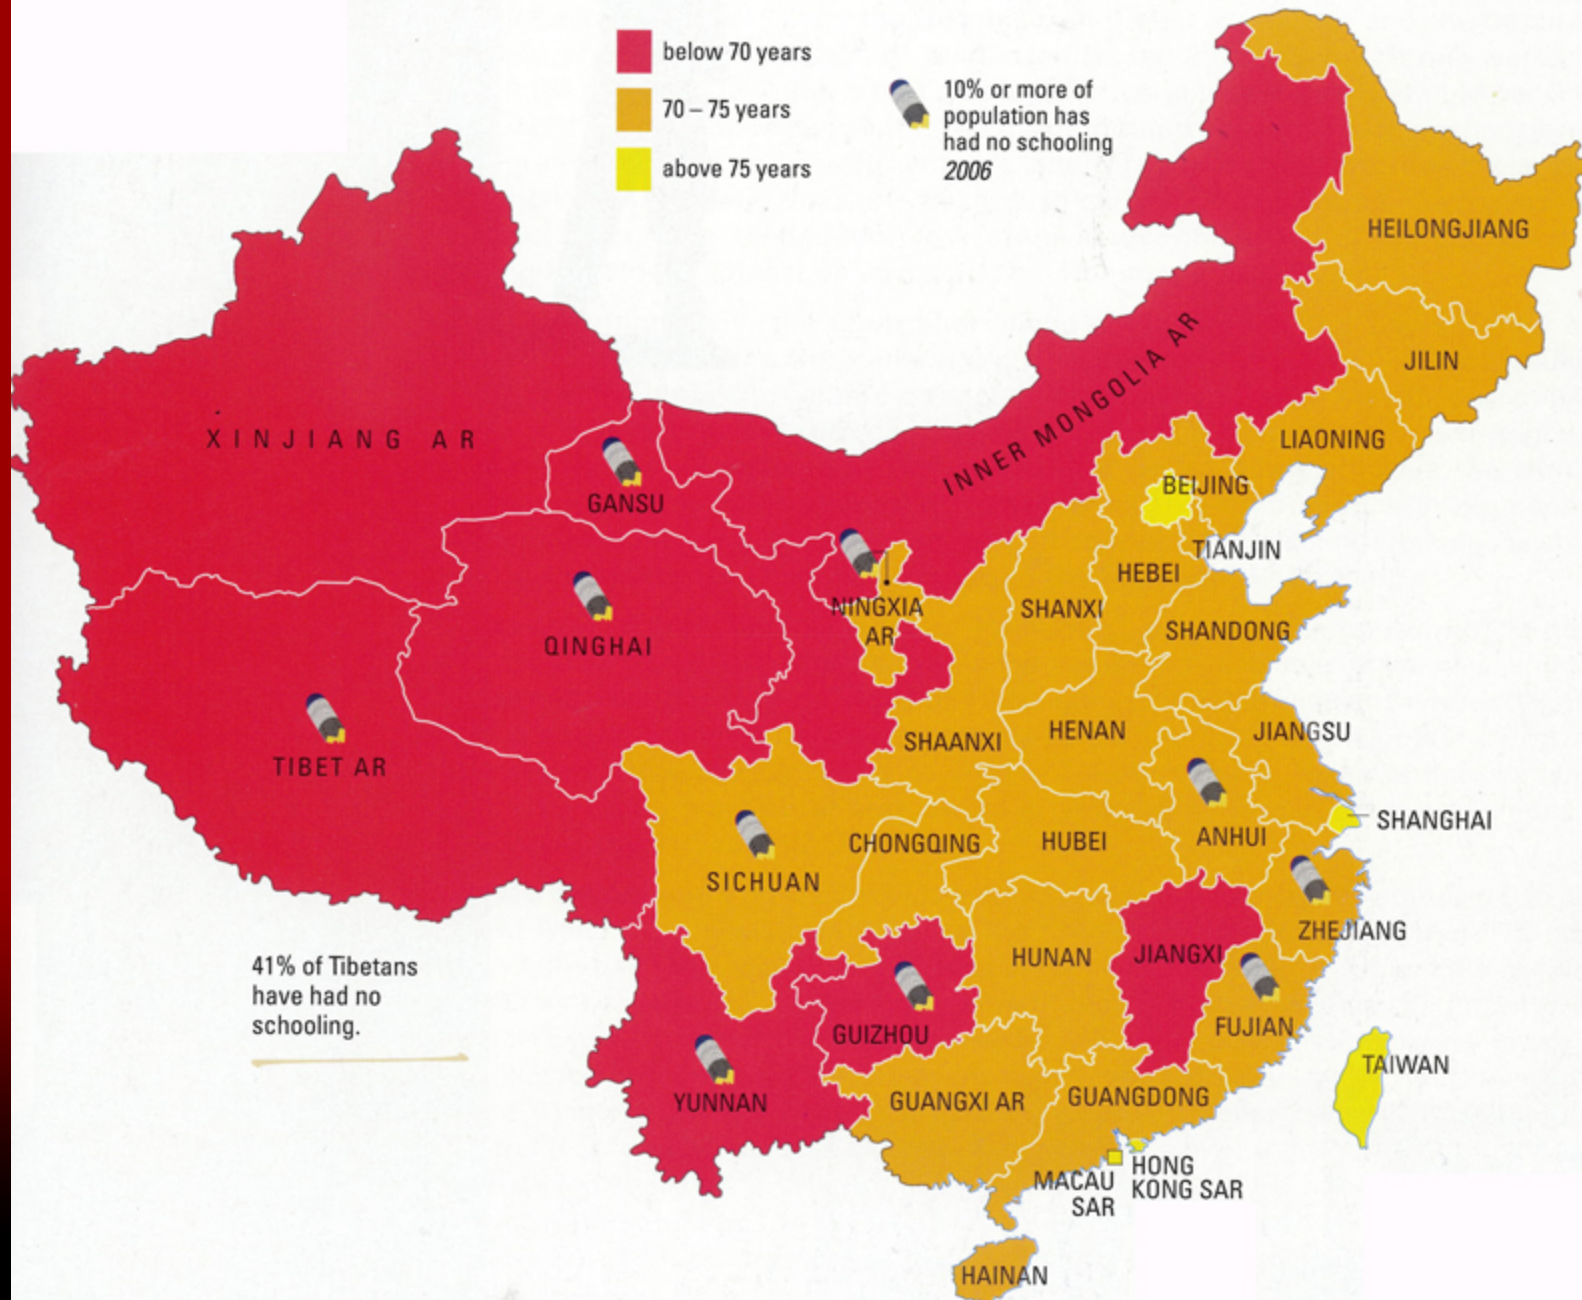 below 70 years
70 – 75 years
above 75 years
10% or more of
population has
had no schooling
2006
HEILONGJIANG
JILIN
LIAONING
INNER MONGOLIA AR
XINJIANG AR
GANSU
BEIJING
TIANJIN
HEBEI
NINGXIA
AR
SHANXI
SHANDONG
QINGHAI
TIBET AR
SHAANXI
HENAN
JIANGSU
SHANGHAI
ANHUI
HUBEI
CHONGQING
SICHUAN
ZHEJIANG
JIANGXI
HUNAN
41% of Tibetans
have had no
schooling.
FUJIAN
GUIZHOU
TAIWAN
YUNNAN
GUANGXI AR
GUANGDONG
MACAU
SAR
HONG
KONG SAR
HAINAN